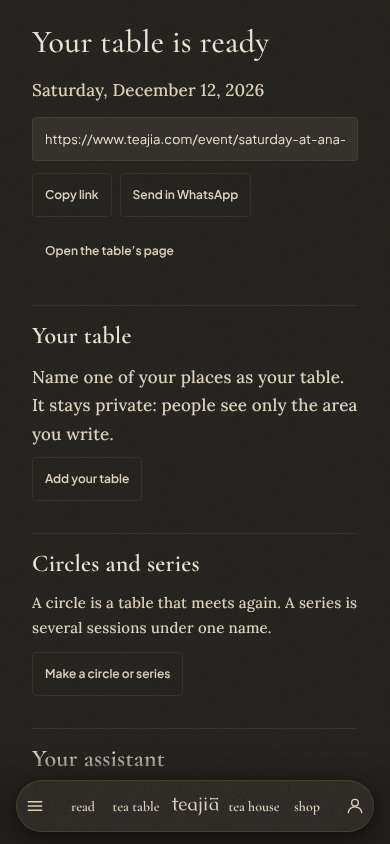 Your table is ready
Saturday, December 12, 2026
https://www.teajia.com/event/saturday-at-ana-
Copy link
Send in WhatsApp
Open the table's page
Your table
Name one of your places as your table.
It stays private: people see only the area
you write.
Add your table
Circles and series
A circle is a table that meets again. A series is
several sessions under one name.
Make a circle or series
Your assistant
read
tea table
teajiā
tea house
shop